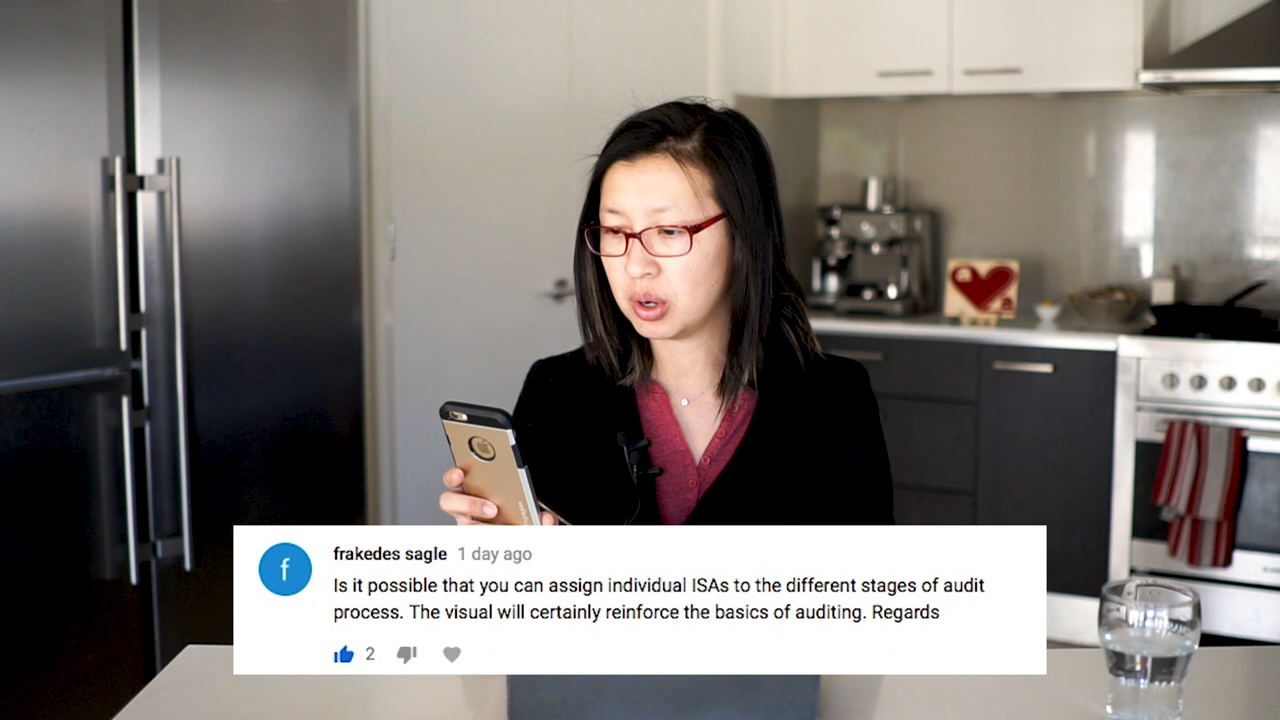 f
frakedes sagle 1 day ago
Is it possible that you can assign individual ISAs to the different stages of audit
process. The visual will certainly reinforce the basics of auditing. Regards
2